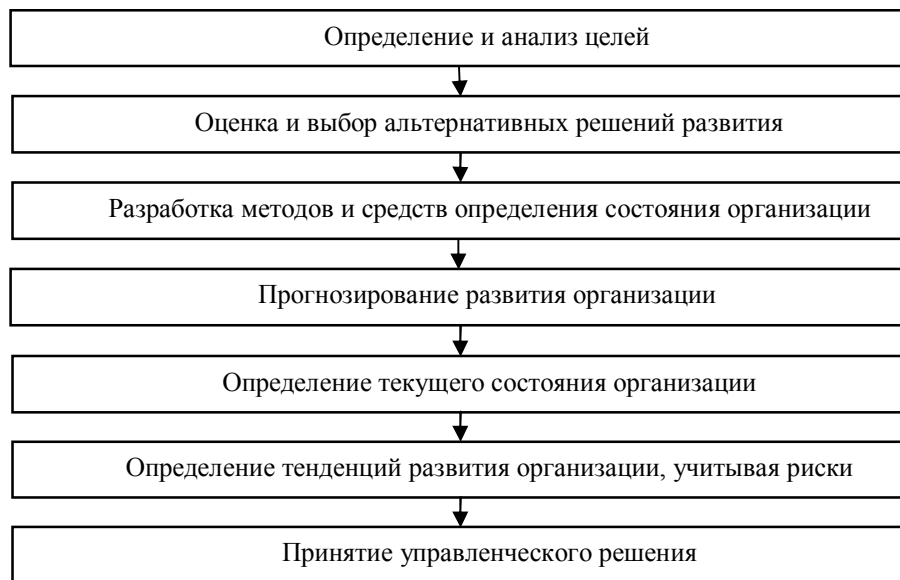 Определение и анализ целей
Оценка и выбор альтернативных решений развития
Разработка методов и средств определения состояния организации
Прогнозирование развития организации
Определение текущего состояния организации
Определение тенденций развития организации, учитывая риски
Принятие управленческого решения